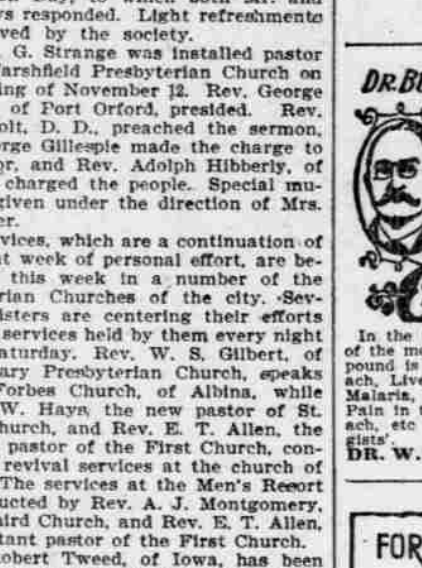 ys responded. Light refreshments
ved by the society.
G. Strange was installed pastor
arshfield Presbyterian Church on
ing of November 12. Rev. George
of Port Orford, presided. Rev.
olt, D. D., preached the sermon,
rge Gillespie made the charge to
or, and Rev. Adolph Hibberly, of
charged the people. Special mu-
given under the direction of Mrs.
er.
vices, which are a continuation of
t week of personal effort, are be-
this week in a number of the
rian Churches of the city. Sev-
isters are centering their efforts
services held by them every night
aturday. Rev. W. S. Gilbert, of
ary Presbyterian Church, speaks
Forbes Church, of Albina, while
W. Hays, the new pastor of St.
hurch, and Rev. E. T. Allen, the
pastor of the First Church, con-
revival services at the church of
The services at the Men's Resort
ucted by Rev. A. J. Montgomery,
aird Church, and Rev. E. T. Allen,
tant pastor of the First Church.
obert Tweed, of Iowa, has been
DR. BU
In the
of the m
pound is
ach, Live
Malaria,
Pain in t
ach, etc
gists'.
DR. W.
FOR